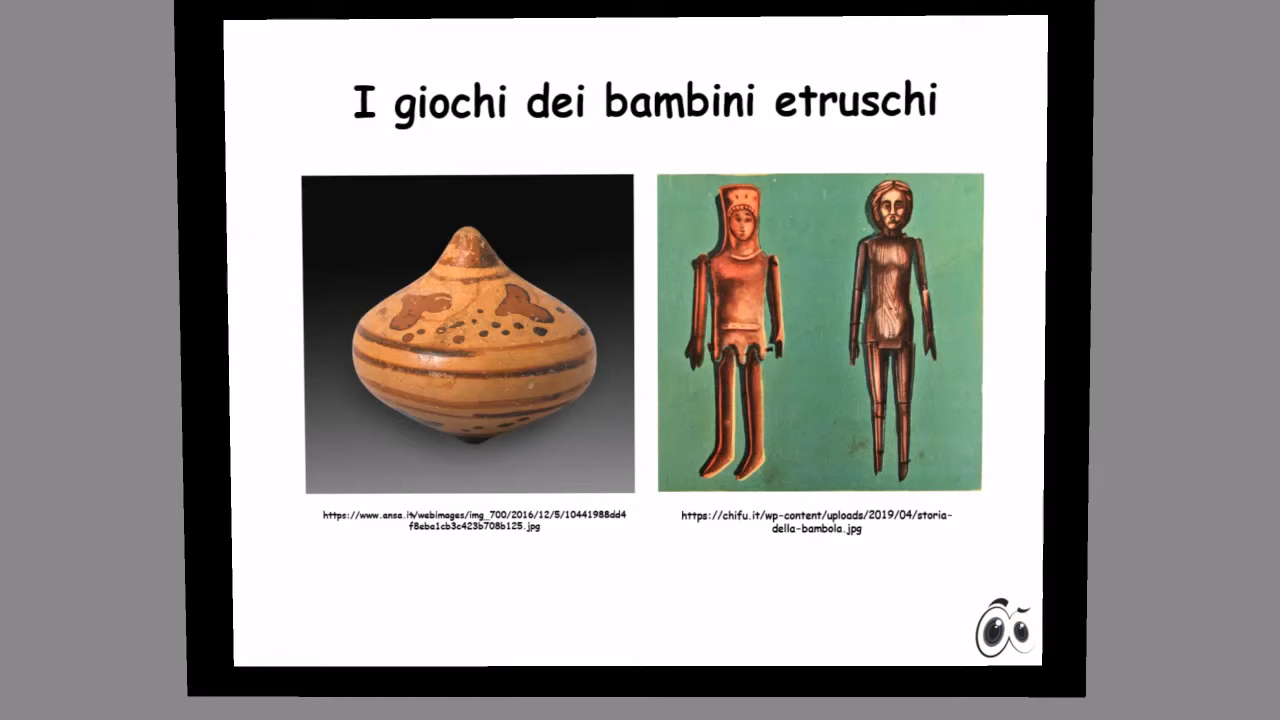 I giochi dei bambini etruschi
https://www.ansa.it/webimages/img_700/2016/12/5/10441988dd4
f8eba1cb3c423b708b125.jpg
https://chifu.it/wp-content/uploads/2019/04/storia-
della-bambola.jpg